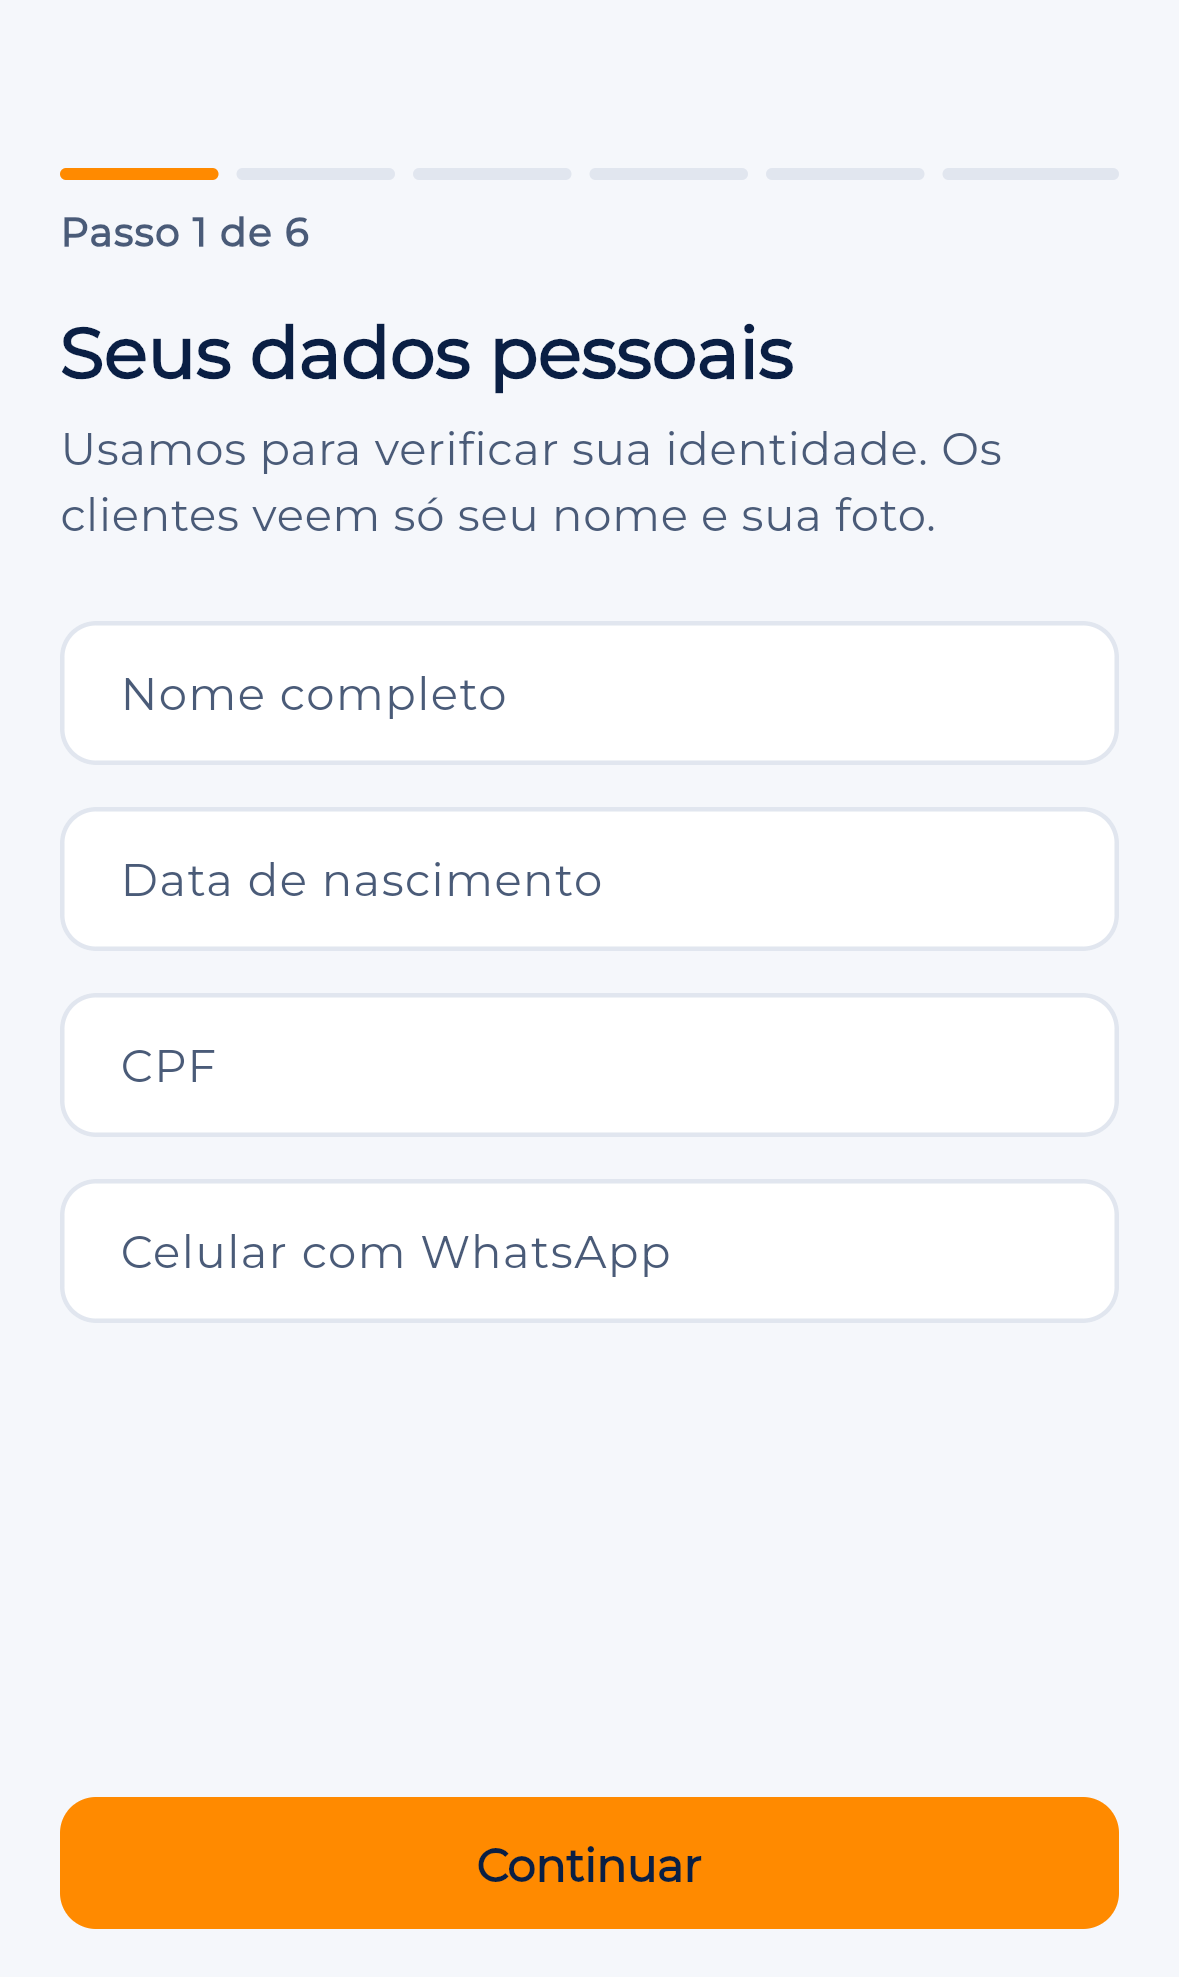 Passo 1 de 6
Seus dados pessoais
Usamos para verificar sua identidade. Os
clientes veem só seu nome e sua foto.
Nome completo
Data de nascimento
CPF
Celular com WhatsApp
Continuar